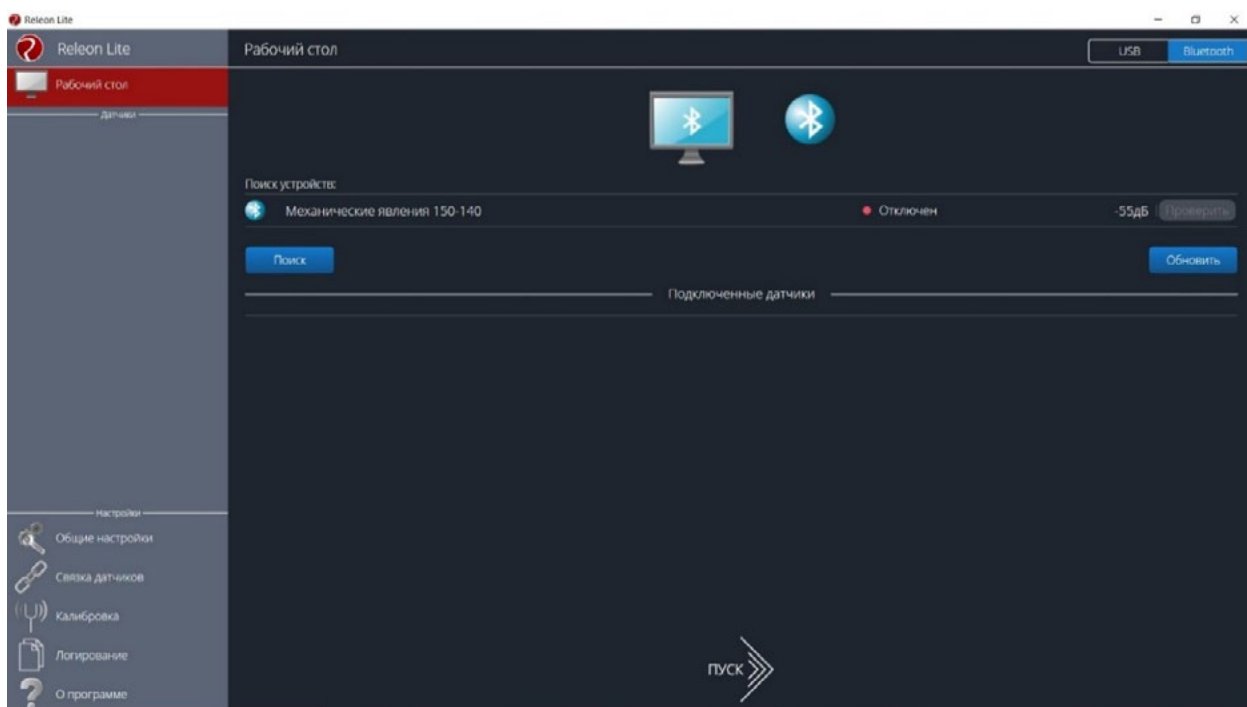 Releon Lite
Releon Lite
Рабочий стол
USB
Bluetooth
Рабочий стол
Датчики
Поиск устройств:
Механические явления 150-140
Отключен
-55дБ
Проверить
Поиск
Обновить
Подключенные датчики
Настройки
Общие настройки
Связка датчиков
Калибровка
Логирование
О программе
ПУСК